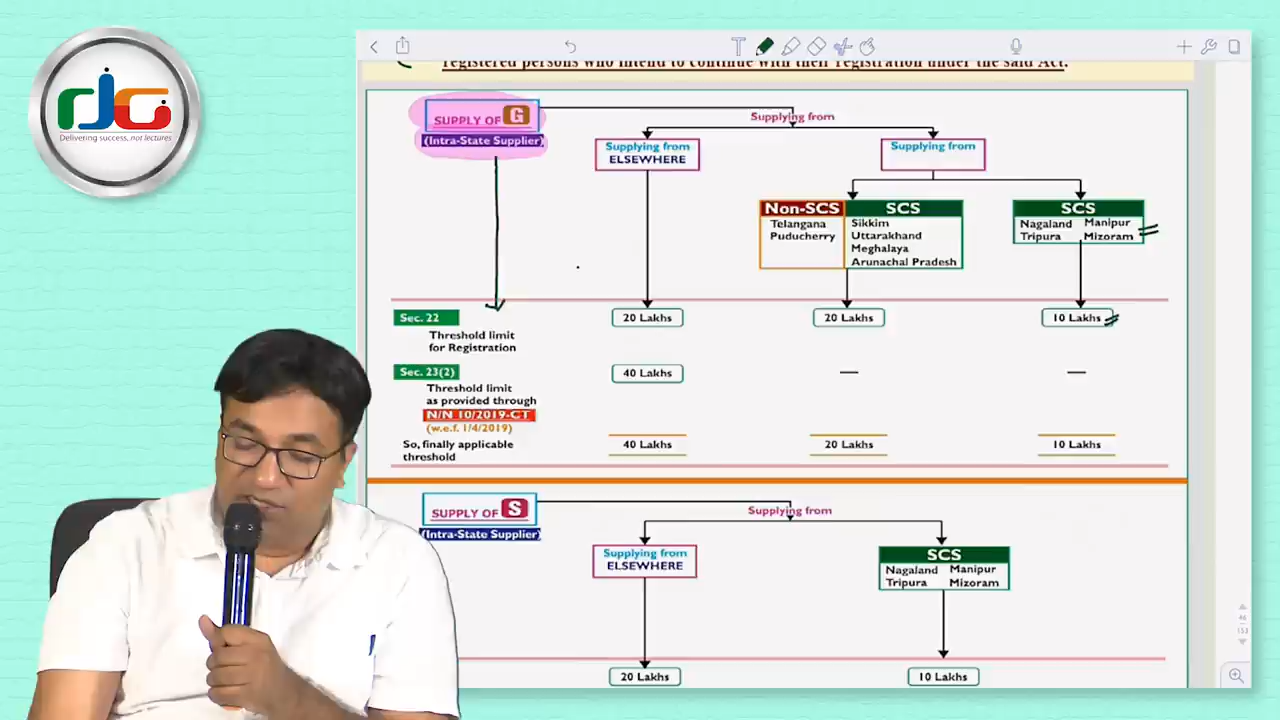 Delivering success, not lectures
registered persons who intend to continue with their registration under the said Act.
SUPPLY OF G
(Intra-State Supplier)
Supplying from
Supplying from
ELSEWHERE
Supplying from
Non-SCS
Telangana
Puducherry
SCS
Sikkim
Uttarakhand
Meghalaya
Arunachal Pradesh
SCS
Nagaland Manipur
Tripura Mizoram
Sec. 22
20 Lakhs
20 Lakhs
10 Lakhs
Threshold limit
for Registration
Sec. 23(2)
40 Lakhs
—
—
Threshold limit
as provided through
N/N 10/2019-CT
(w.e.f. 1/4/2019)
So, finally applicable
threshold
40 Lakhs
20 Lakhs
10 Lakhs
SUPPLY OF S
(Intra-State Supplier)
Supplying from
Supplying from
ELSEWHERE
SCS
Nagaland Manipur
Tripura Mizoram
20 Lakhs
10 Lakhs
46
153